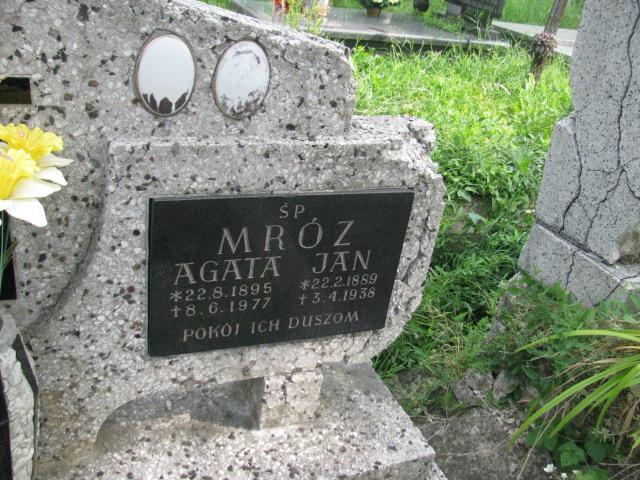 ŚP
MRÓZ
AGATA JAN
*22.8.1895 *22.2.1889
†8.6.1977 †3.4.1938
POKÓJ ICH DUSZOM